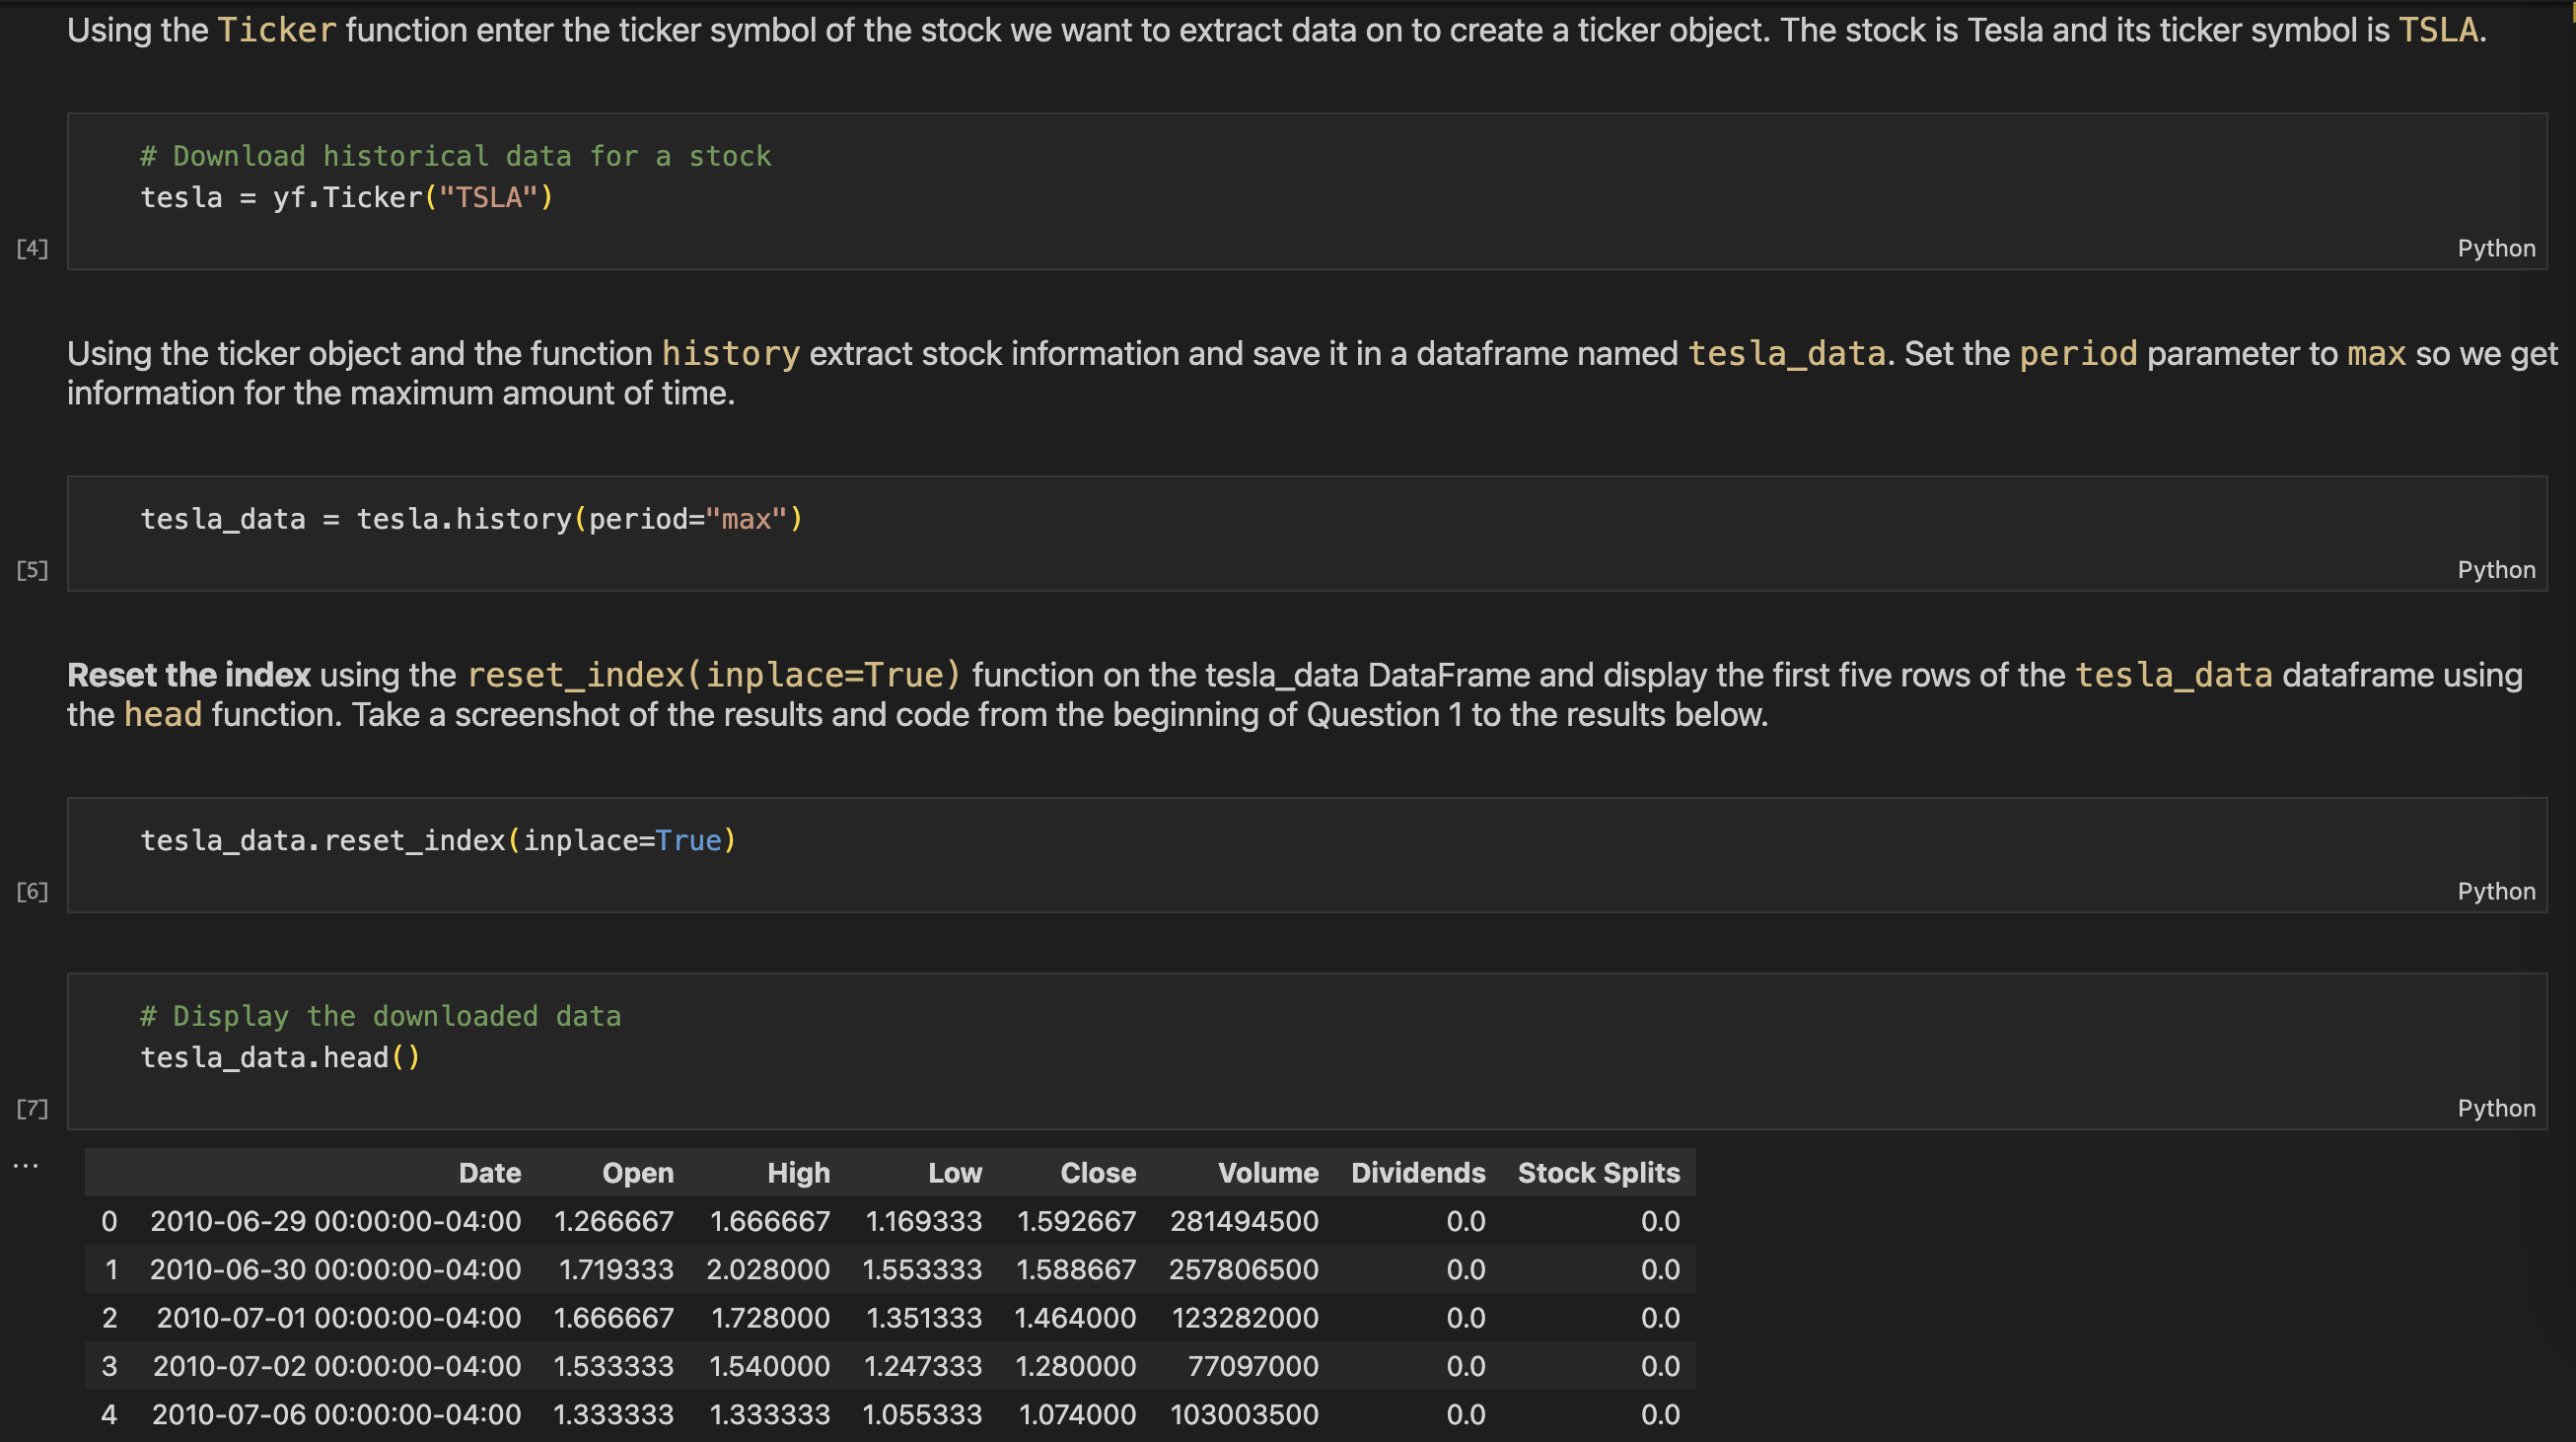 Using the Ticker function enter the ticker symbol of the stock we want to extract data on to create a ticker object. The stock is Tesla and its ticker symbol is TSLA.
# Download historical data for a stock
tesla = yf.Ticker("TSLA")
[4]
Python
Using the ticker object and the function history extract stock information and save it in a dataframe named tesla_data. Set the period parameter to max so we get
information for the maximum amount of time.
tesla_data = tesla.history(period="max")
[5]
Python
Reset the index using the reset_index(inplace=True) function on the tesla_data DataFrame and display the first five rows of the tesla_data dataframe using
the head function. Take a screenshot of the results and code from the beginning of Question 1 to the results below.
tesla_data.reset_index(inplace=True)
[6]
Python
# Display the downloaded data
tesla_data.head()
[7]
Python
...
Date Open High Low Close Volume Dividends Stock Splits
0 2010-06-29 00:00:00-04:00 1.266667 1.666667 1.169333 1.592667 281494500 0.0 0.0
1 2010-06-30 00:00:00-04:00 1.719333 2.028000 1.553333 1.588667 257806500 0.0 0.0
2 2010-07-01 00:00:00-04:00 1.666667 1.728000 1.351333 1.464000 123282000 0.0 0.0
3 2010-07-02 00:00:00-04:00 1.533333 1.540000 1.247333 1.280000 77097000 0.0 0.0
4 2010-07-06 00:00:00-04:00 1.333333 1.333333 1.055333 1.074000 103003500 0.0 0.0